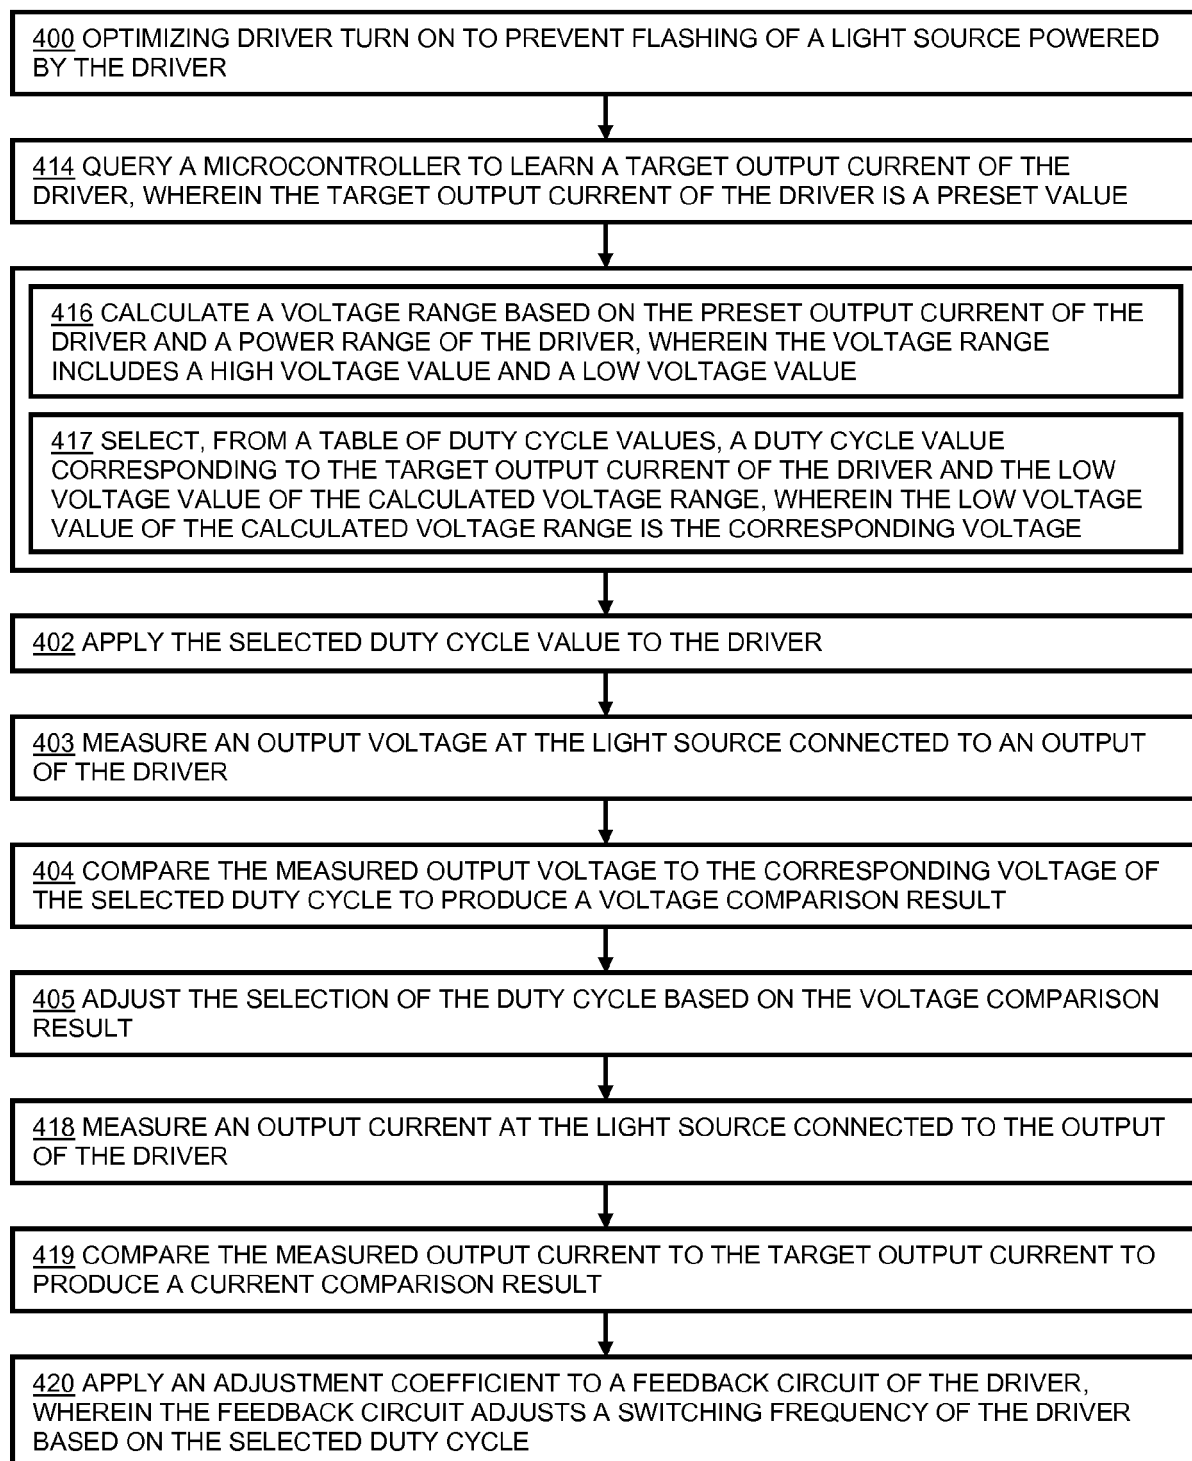 400 OPTIMIZING DRIVER TURN ON TO PREVENT FLASHING OF A LIGHT SOURCE POWERED
BY THE DRIVER
414 QUERY A MICROCONTROLLER TO LEARN A TARGET OUTPUT CURRENT OF THE
DRIVER, WHEREIN THE TARGET OUTPUT CURRENT OF THE DRIVER IS A PRESET VALUE
416 CALCULATE A VOLTAGE RANGE BASED ON THE PRESET OUTPUT CURRENT OF THE
DRIVER AND A POWER RANGE OF THE DRIVER, WHEREIN THE VOLTAGE RANGE
INCLUDES A HIGH VOLTAGE VALUE AND A LOW VOLTAGE VALUE
417 SELECT, FROM A TABLE OF DUTY CYCLE VALUES, A DUTY CYCLE VALUE
CORRESPONDING TO THE TARGET OUTPUT CURRENT OF THE DRIVER AND THE LOW
VOLTAGE VALUE OF THE CALCULATED VOLTAGE RANGE, WHEREIN THE LOW VOLTAGE
VALUE OF THE CALCULATED VOLTAGE RANGE IS THE CORRESPONDING VOLTAGE
402 APPLY THE SELECTED DUTY CYCLE VALUE TO THE DRIVER
403 MEASURE AN OUTPUT VOLTAGE AT THE LIGHT SOURCE CONNECTED TO AN OUTPUT
OF THE DRIVER
404 COMPARE THE MEASURED OUTPUT VOLTAGE TO THE CORRESPONDING VOLTAGE OF
THE SELECTED DUTY CYCLE TO PRODUCE A VOLTAGE COMPARISON RESULT
405 ADJUST THE SELECTION OF THE DUTY CYCLE BASED ON THE VOLTAGE COMPARISON
RESULT
418 MEASURE AN OUTPUT CURRENT AT THE LIGHT SOURCE CONNECTED TO THE OUTPUT
OF THE DRIVER
419 COMPARE THE MEASURED OUTPUT CURRENT TO THE TARGET OUTPUT CURRENT TO
PRODUCE A CURRENT COMPARISON RESULT
420 APPLY AN ADJUSTMENT COEFFICIENT TO A FEEDBACK CIRCUIT OF THE DRIVER,
WHEREIN THE FEEDBACK CIRCUIT ADJUSTS A SWITCHING FREQUENCY OF THE DRIVER
BASED ON THE SELECTED DUTY CYCLE